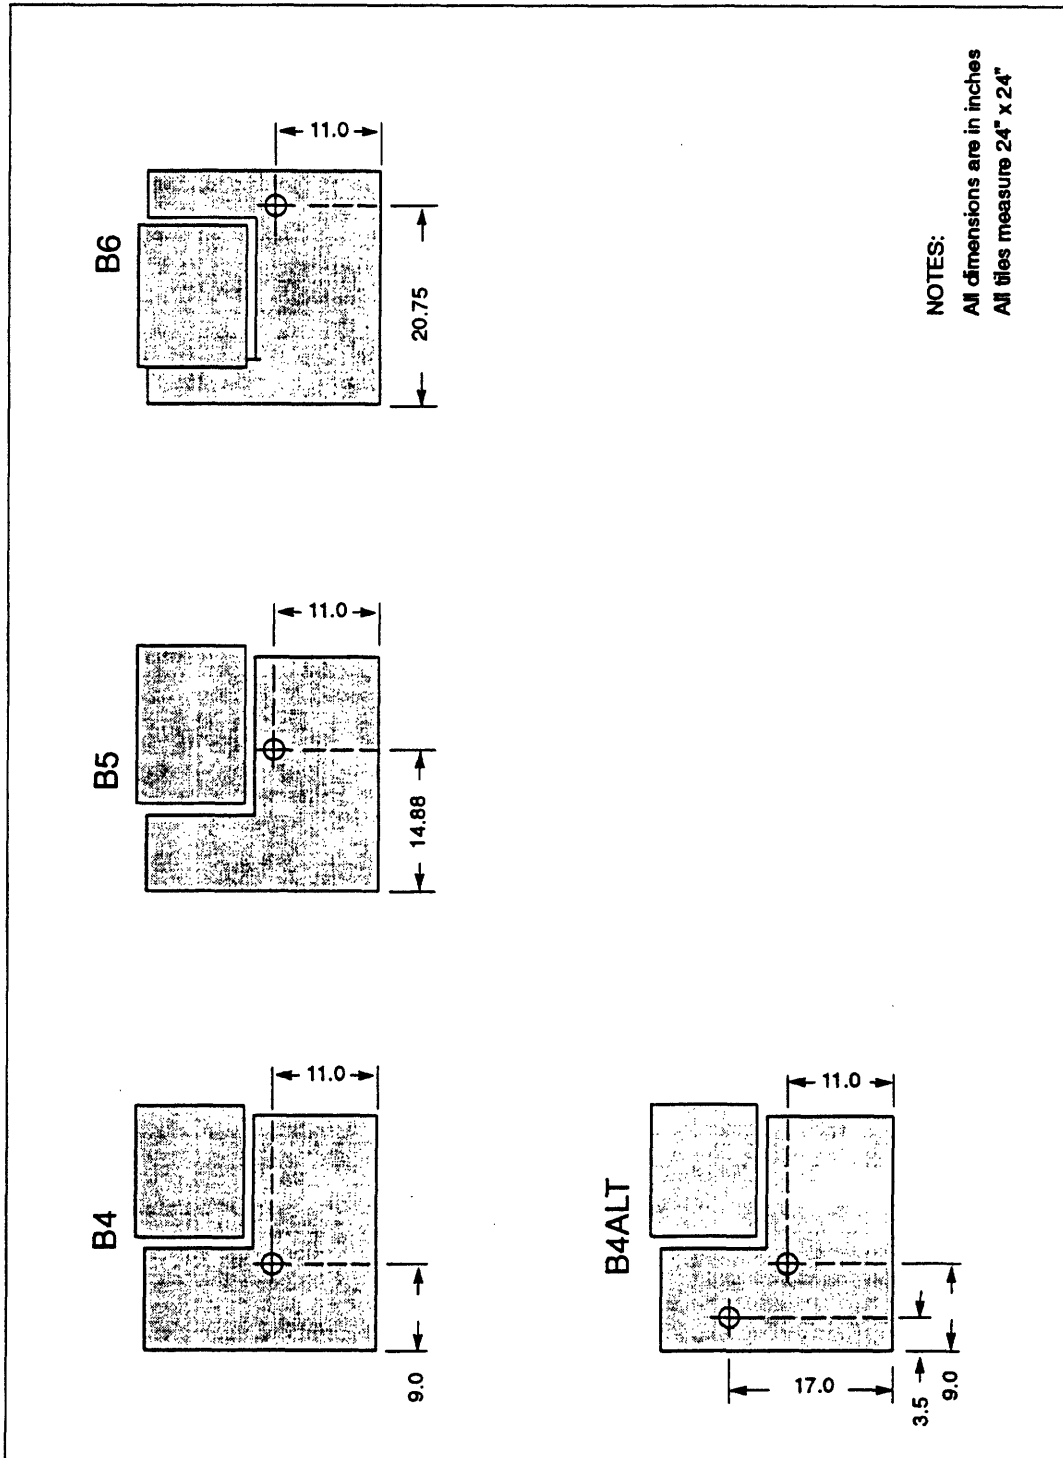 B4
11.0
9.0
B5
11.0
14.88
B6
11.0
20.75
B4ALT
11.0
17.0
3.5
9.0
NOTES:
All dimensions are in inches
All tiles measure 24" x 24"